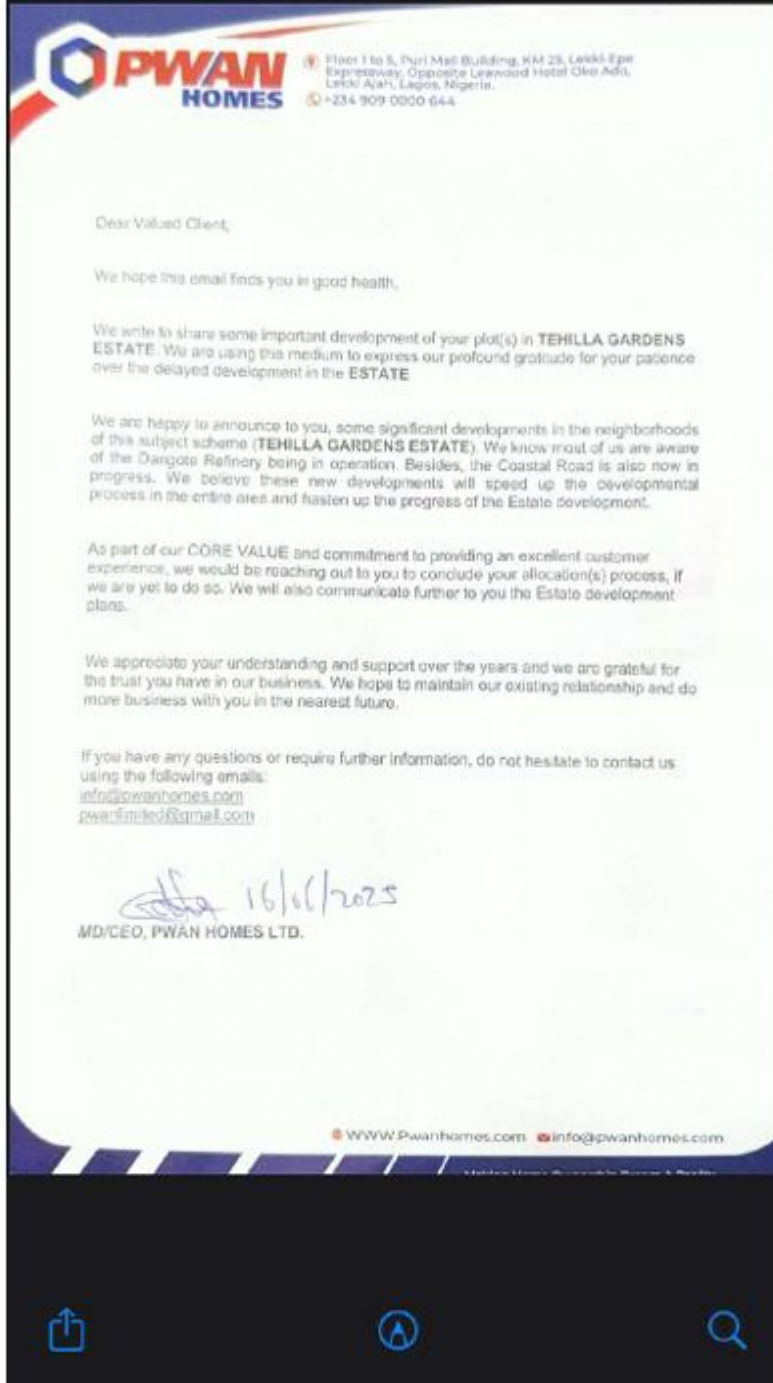 PWAN
HOMES
Floor 1 to 5, Puri Mall Building, KM 25, Lekki-Epe
Expressway, Opposite Leawood Hotel Oko Ado,
Lekki Ajah, Lagos, Nigeria.
+234 909 0000 644
Dear Valued Client,
We hope this email finds you in good health,
We write to share some important development of your plot(s) in TEHILLA GARDENS
ESTATE. We are using this medium to express our profound gratitude for your patience
over the delayed development in the ESTATE
We are happy to announce to you, some significant developments in the neighborhoods
of this subject scheme (TEHILLA GARDENS ESTATE). We know most of us are aware
of the Dangote Refinery being in operation. Besides, the Coastal Road is also now in
progress. We believe these new developments will speed up the developmental
process in the entire area and hasten up the progress of the Estate development.
As part of our CORE VALUE and commitment to providing an excellent customer
experience, we would be reaching out to you to conclude your allocation(s) process, if
we are yet to do so. We will also communicate further to you the Estate development
plans.
We appreciate your understanding and support over the years and we are grateful for
the trust you have in our business. We hope to maintain our existing relationship and do
more business with you in the nearest future.
If you have any questions or require further information, do not hesitate to contact us
using the following emails:
info@pwanhomes.com
pwanlimited@gmail.com
MD/CEO, PWAN HOMES LTD.
WWW.Pwanhomes.com info@pwanhomes.com